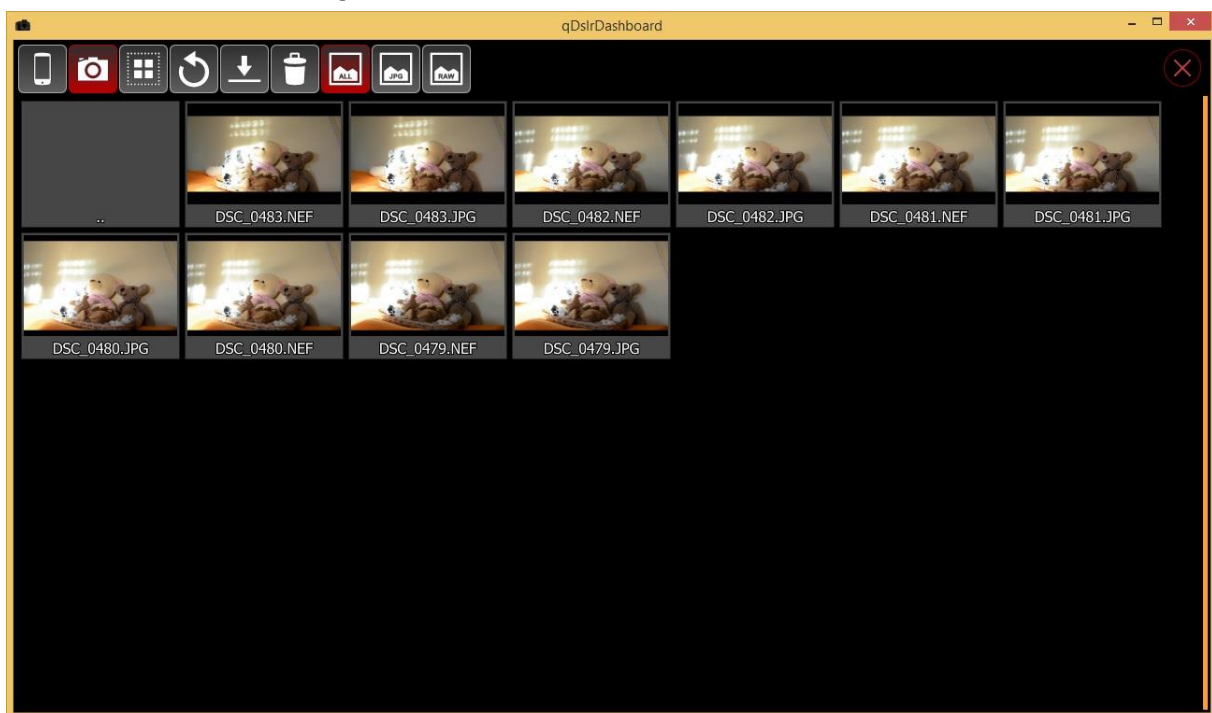 qDslrDashboard
ALL JPG RAW
.. DSC_0483.NEF DSC_0483.JPG DSC_0482.NEF DSC_0482.JPG DSC_0481.NEF DSC_0481.JPG
DSC_0480.JPG DSC_0480.NEF DSC_0479.NEF DSC_0479.JPG